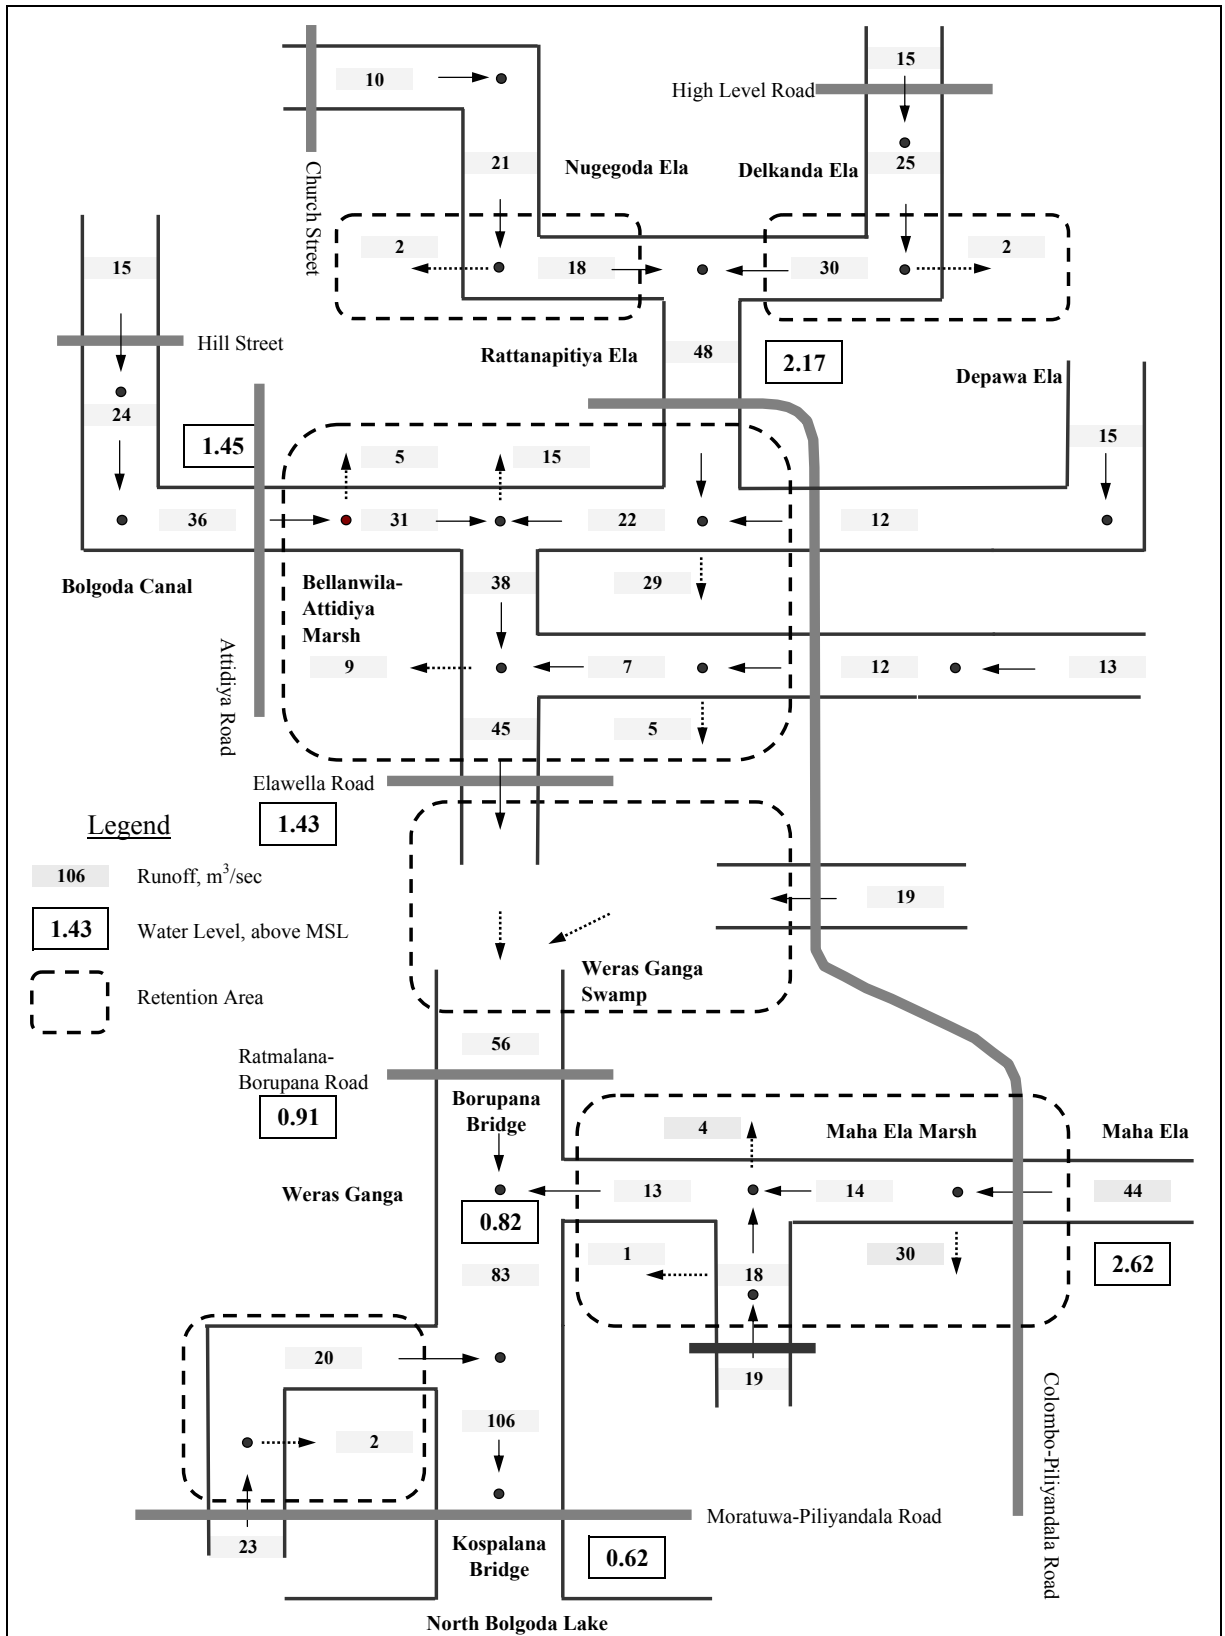 15
High Level Road
10
21
Nugegoda Ela
Delkanda Ela
25
Church Street
2
18
30
2
15
Hill Street
Rattanapitiya Ela
48
2.17
Depawa Ela
24
1.45
5
15
15
36
31
22
12
Bolgoda Canal
Bellanwila-
Attidiya
Marsh
38
29
Attidiya Road
9
7
12
13
45
5
Elawella Road
1.43
Legend
106
Runoff, m3/sec
19
1.43
Water Level, above MSL
Weras Ganga
Swamp
Retention Area
56
Ratmalana-
Borupana Road
0.91
Borupana
Bridge
4
Maha Ela Marsh
Maha Ela
Weras Ganga
13
14
44
0.82
1
30
2.62
83
18
20
19
Colombo-Piliyandala Road
106
2
Moratuwa-Piliyandala Road
23
Kospalana
Bridge
0.62
North Bolgoda Lake